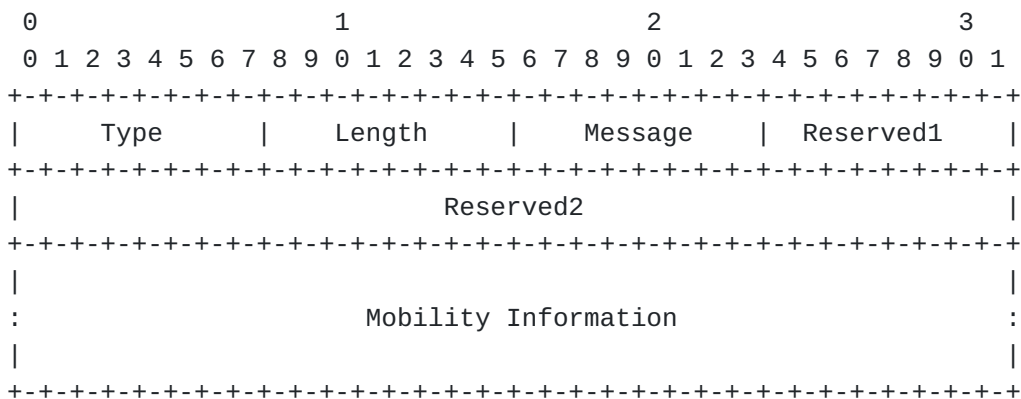 0                   1                   2                   3
 0 1 2 3 4 5 6 7 8 9 0 1 2 3 4 5 6 7 8 9 0 1 2 3 4 5 6 7 8 9 0 1
+-+-+-+-+-+-+-+-+-+-+-+-+-+-+-+-+-+-+-+-+-+-+-+-+-+-+-+-+-+-+-+-+
|     Type      |    Length     |    Message    |  Reserved1    |
+-+-+-+-+-+-+-+-+-+-+-+-+-+-+-+-+-+-+-+-+-+-+-+-+-+-+-+-+-+-+-+-+
|                           Reserved2                           |
+-+-+-+-+-+-+-+-+-+-+-+-+-+-+-+-+-+-+-+-+-+-+-+-+-+-+-+-+-+-+-+-+
|                                                               |
:                      Mobility Information                     :
|                                                               |
+-+-+-+-+-+-+-+-+-+-+-+-+-+-+-+-+-+-+-+-+-+-+-+-+-+-+-+-+-+-+-+-+